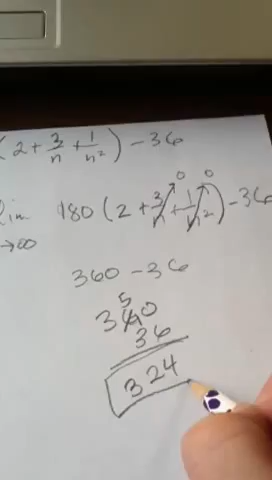 (2 + 3/n + 1/n²) - 36
lim 180 (2 + 3/n + 1/n²) - 36
→∞
0 0
360 - 36
5
360
36
324